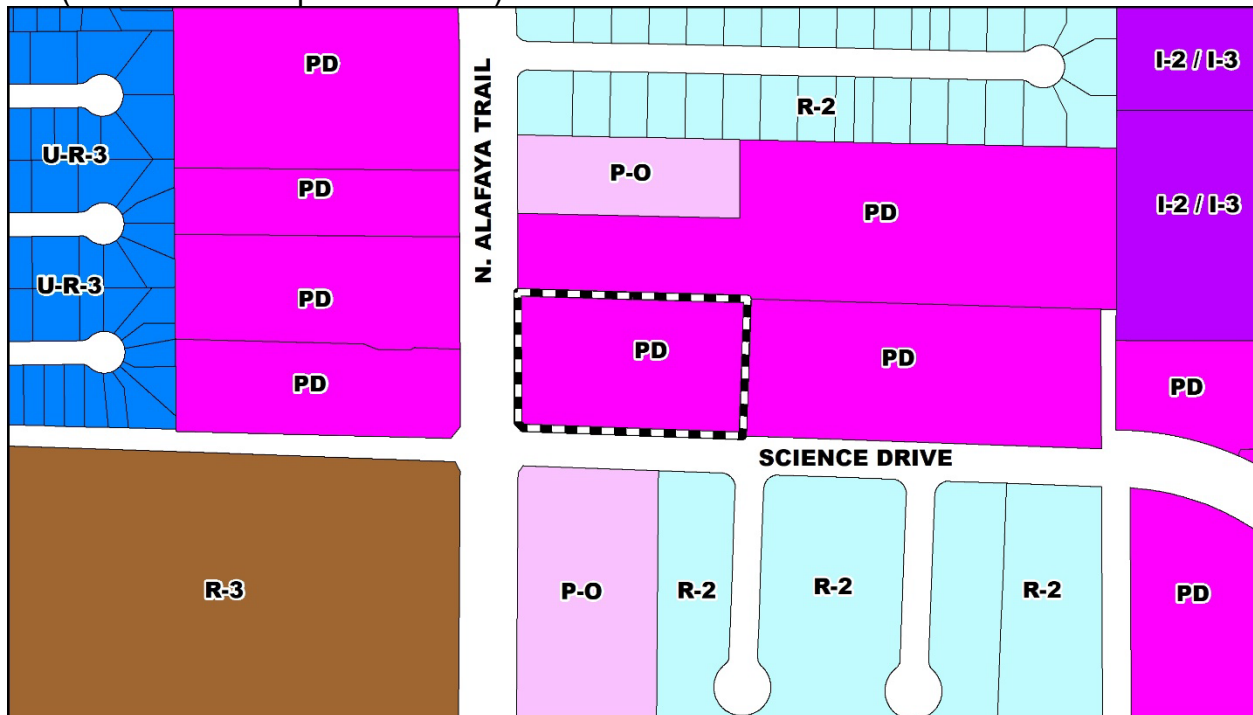 PD
I-2 / I-3
N. ALAFAYA TRAIL
R-2
U-R-3
P-O
PD
PD
I-2 / I-3
U-R-3
PD
PD
PD
PD
PD
PD
SCIENCE DRIVE
R-3
P-O
R-2
R-2
R-2
PD